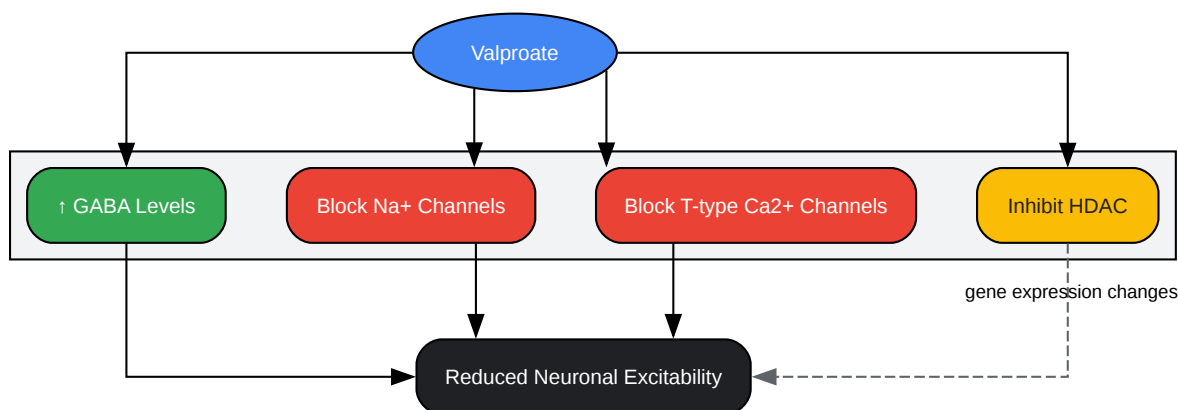 Valproate
↑ GABA Levels
Block Na+ Channels
Block T-type Ca2+ Channels
Inhibit HDAC
gene expression changes
Reduced Neuronal Excitability